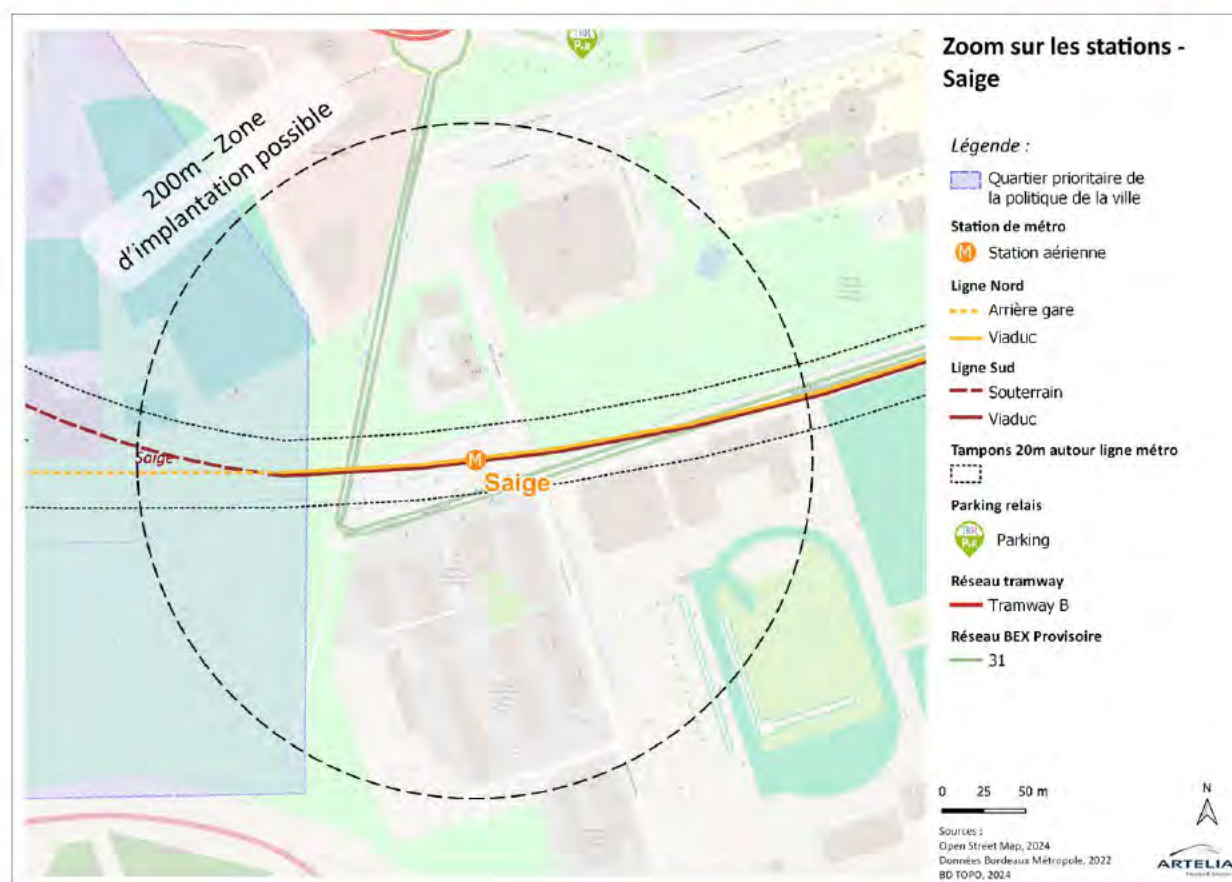 Zoom sur les stations -
Saige
200m – Zone
d'implantation possible
Saige
Saige
M
Légende :
Quartier prioritaire de
la politique de la ville
Station de métro
M Station aérienne
Ligne Nord
Arrière gare
Viaduc
Ligne Sud
Souterrain
Viaduc
Tampons 20m autour ligne métro
Parking relais
P+R Parking
Réseau tramway
Tramway B
Réseau BEX Provisoire
31
0 25 50 m
N
Sources :
Open Street Map, 2024
Données Bordeaux Métropole, 2022
BD TOPO, 2024
ARTELIA